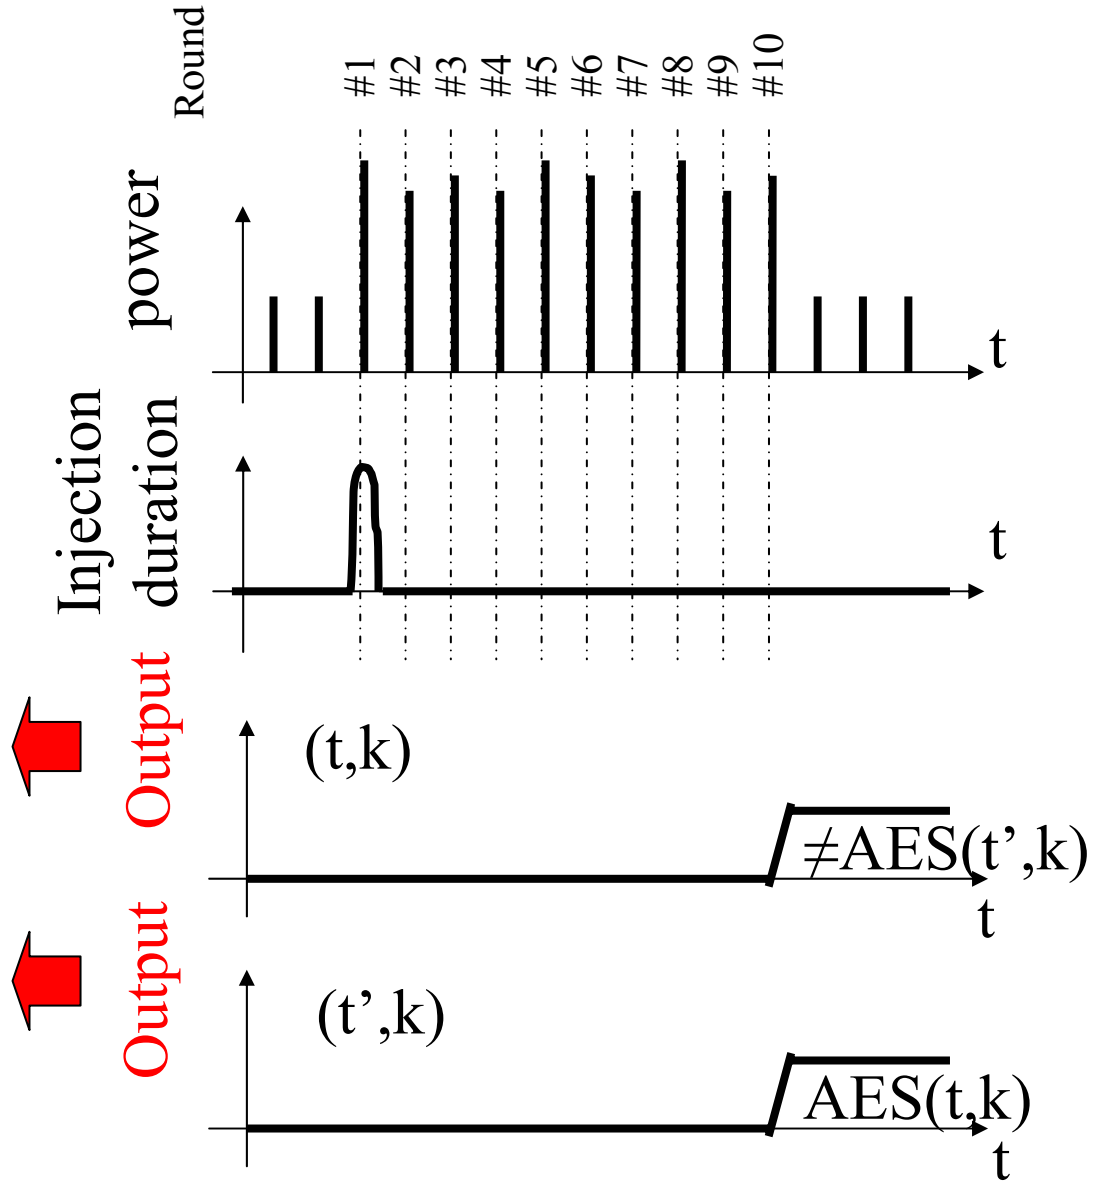 Round
#1
#2
#3
#4
#5
#6
#7
#8
#9
#10
power
t
Injection
duration
t
Output
(t,k)
≠AES(t’,k)
t
Output
(t’,k)
AES(t,k)
t